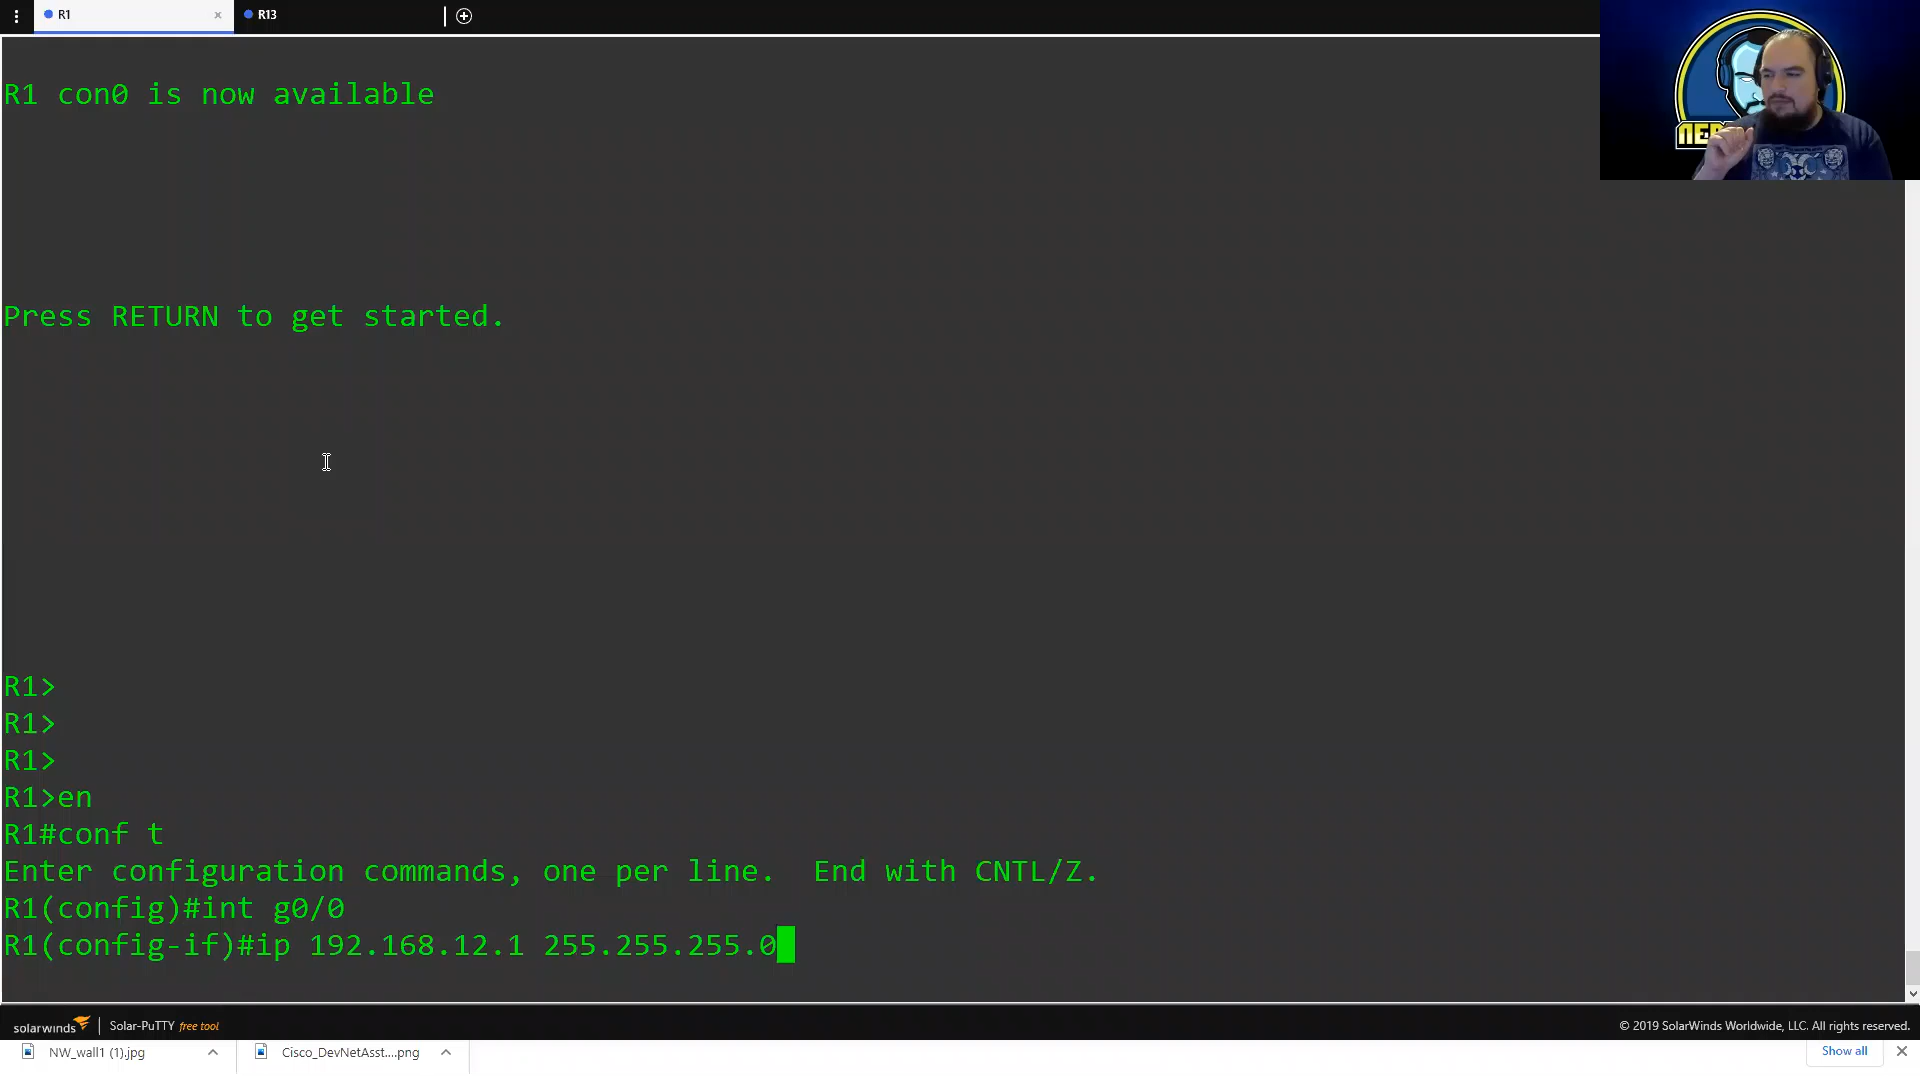 R1
R13
R1 con0 is now available
NE
Press RETURN to get started.
R1>
R1>
R1>
R1>en
R1#conf t
Enter configuration commands, one per line.  End with CNTL/Z.
R1(config)#int g0/0
R1(config-if)#ip 192.168.12.1 255.255.255.0
solarwinds | Solar-PuTTY free tool
© 2019 SolarWinds Worldwide, LLC. All rights reserved.
NW_wall1 (1).jpg
Cisco_DevNetAsst....png
Show all